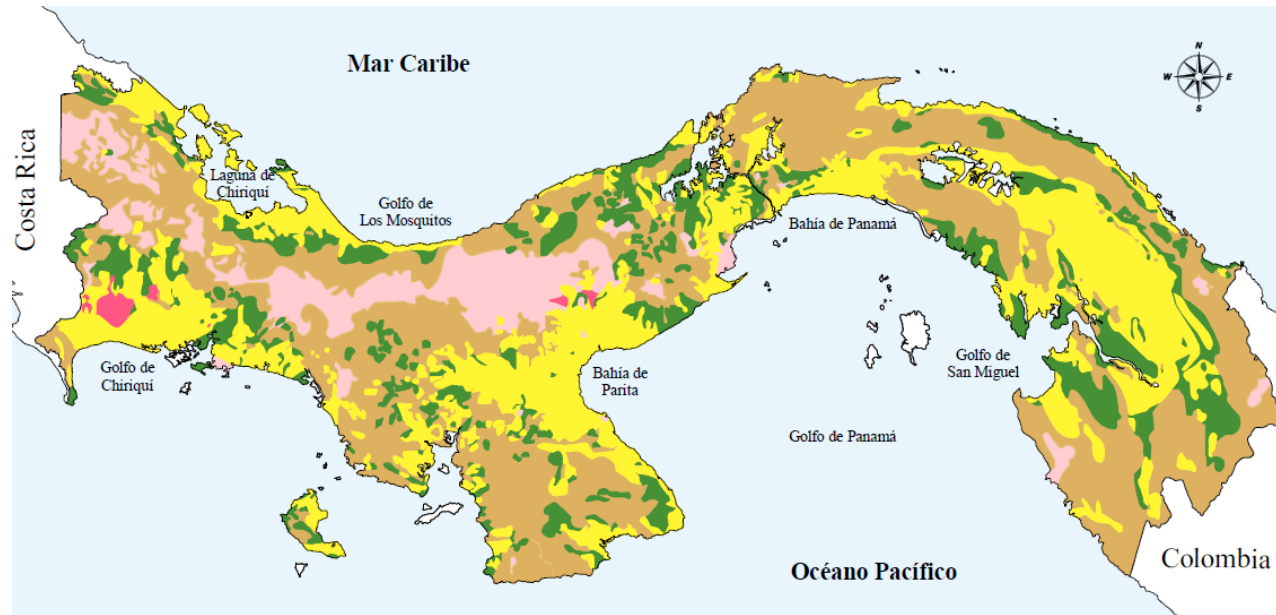 Mar Caribe
N
W
E
S
Costa Rica
Laguna de
Chiriquí
Golfo de
Los Mosquitos
Bahía de Panamá
Golfo de
Chiriquí
Bahía de
Parita
Golfo de
San Miguel
Golfo de Panamá
Océano Pacífico
Colombia